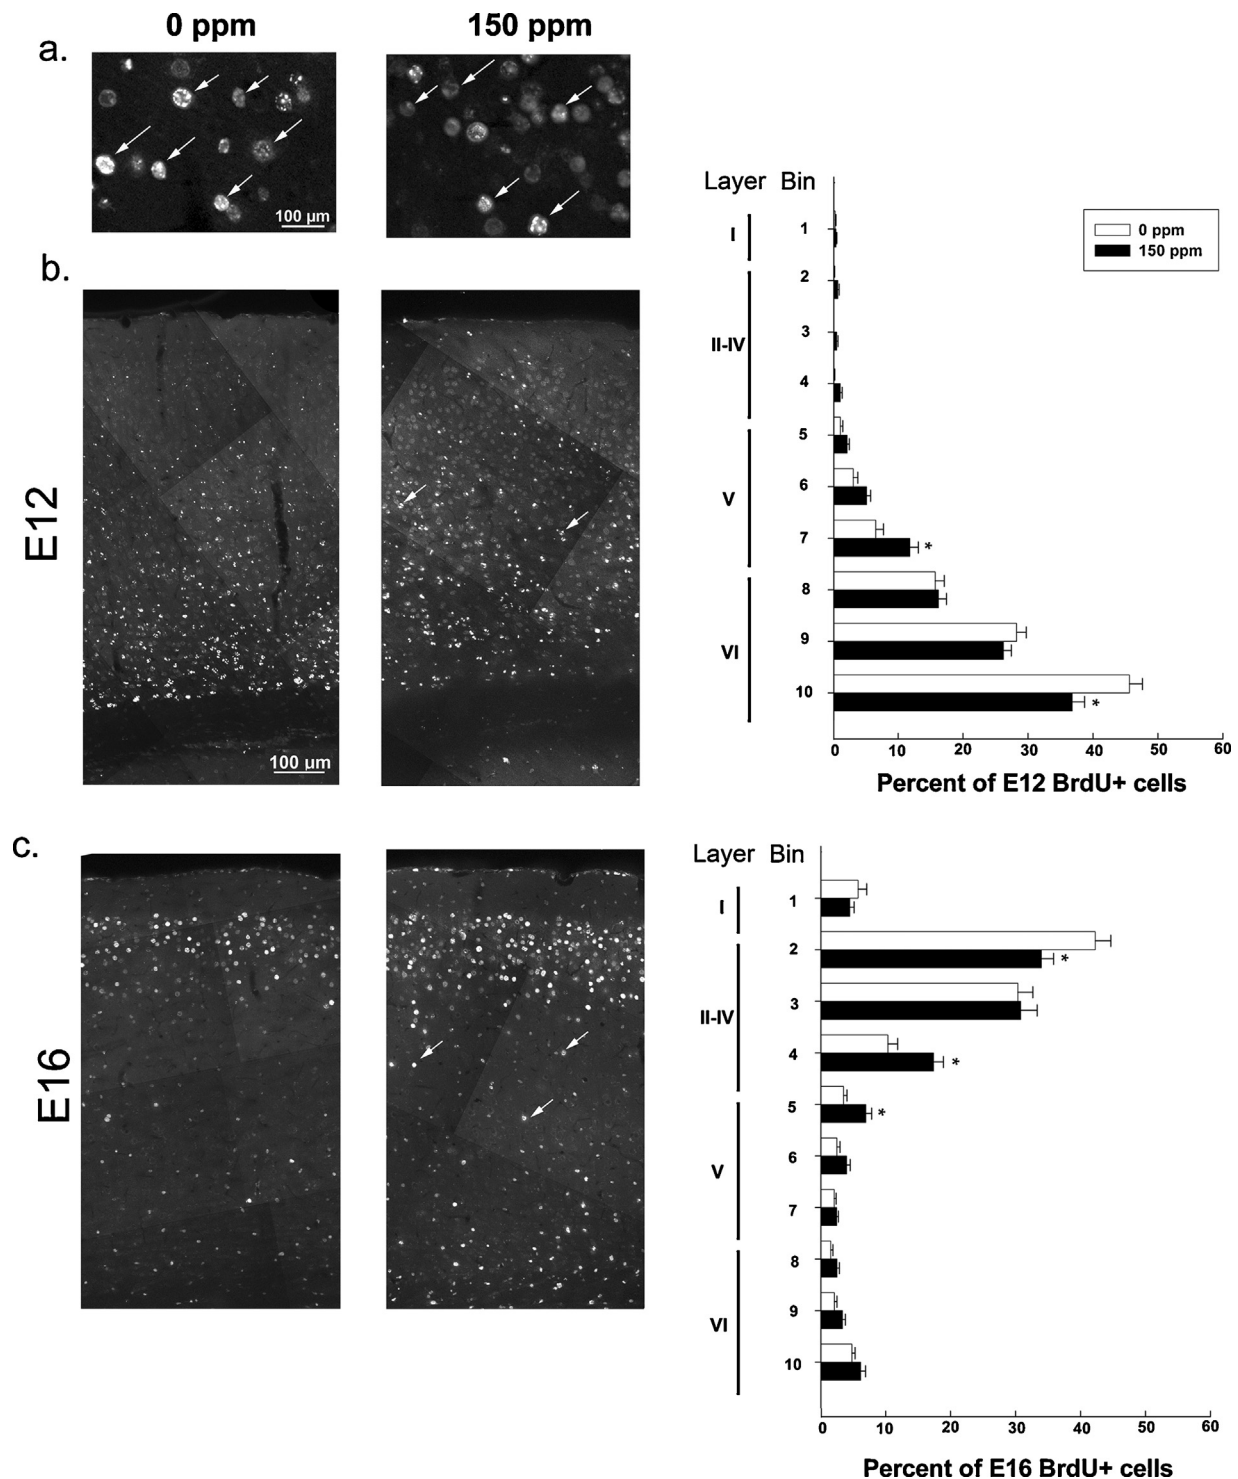 0 ppm 150 ppm
a.
100 µm
b.
E12
100 µm
Layer Bin
I 1
2
II-IV 3
4
5
V 6
7
8
VI 9
10
0 ppm
150 ppm
*
*
0 10 20 30 40 50 60
Percent of E12 BrdU+ cells
c.
E16
Layer Bin
I 1
2 *
II-IV 3
4 *
5 *
V 6
7
8
VI 9
10
0 10 20 30 40 50 60
Percent of E16 BrdU+ cells